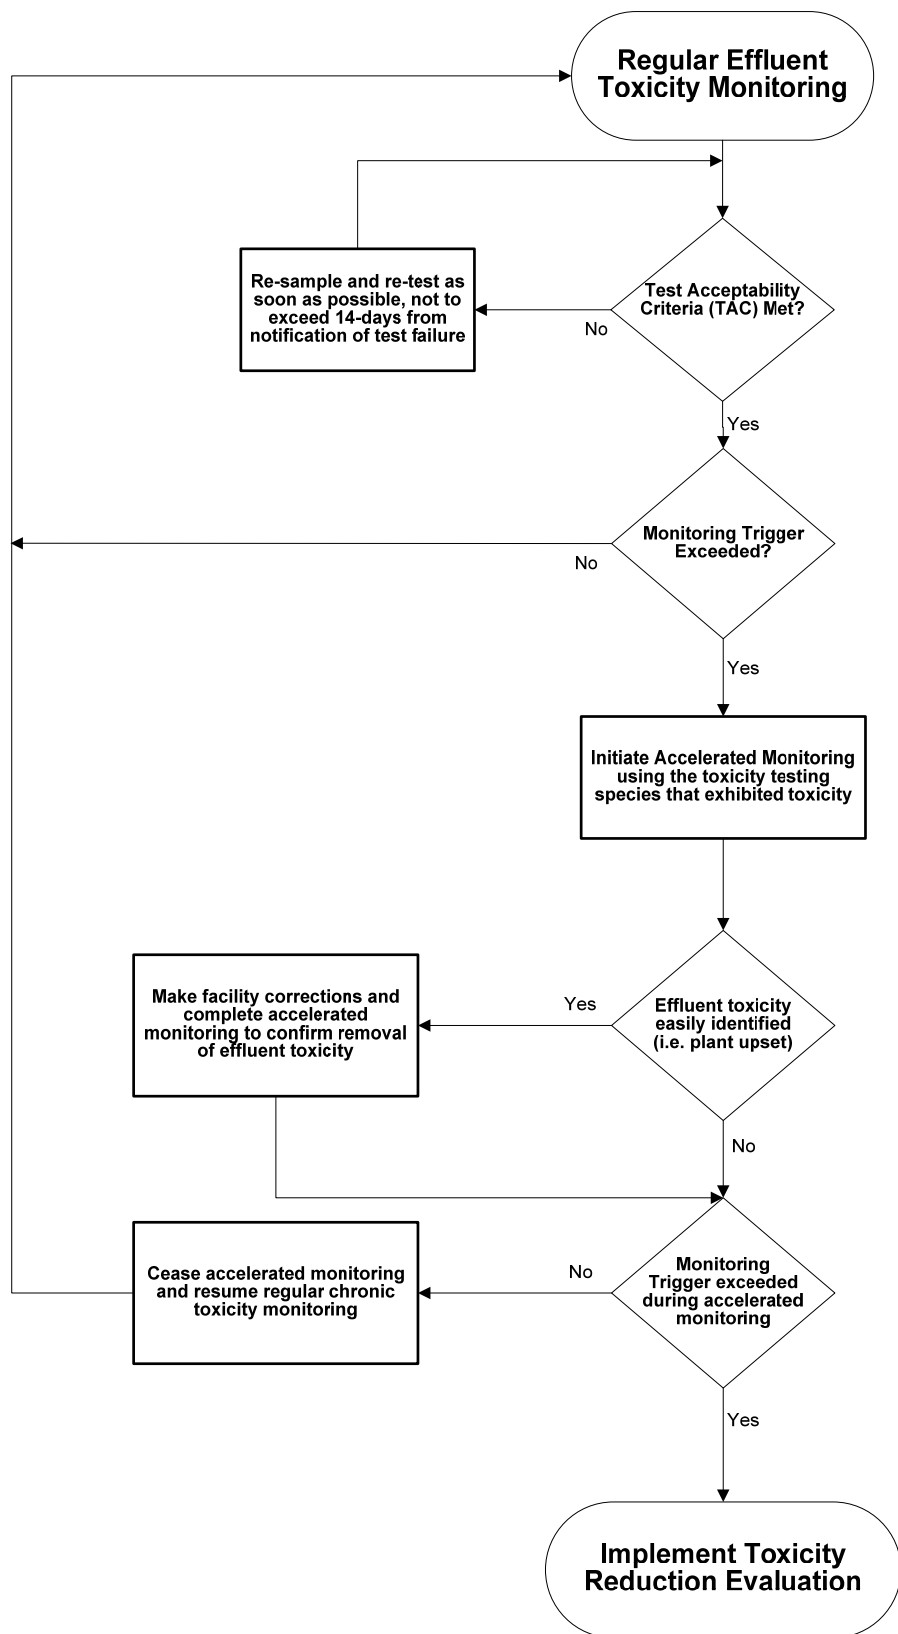 Regular Effluent
Toxicity Monitoring
Re-sample and re-test as
soon as possible, not to
exceed 14-days from
notification of test failure
Test Acceptability
Criteria (TAC) Met?
No
Yes
Monitoring Trigger
Exceeded?
No
Yes
Initiate Accelerated Monitoring
using the toxicity testing
species that exhibited toxicity
Make facility corrections and
complete accelerated
monitoring to confirm removal
of effluent toxicity
Yes
Effluent toxicity
easily identified
(i.e. plant upset)
No
Cease accelerated monitoring
and resume regular chronic
toxicity monitoring
No
Monitoring
Trigger exceeded
during accelerated
monitoring
Yes
Implement Toxicity
Reduction Evaluation